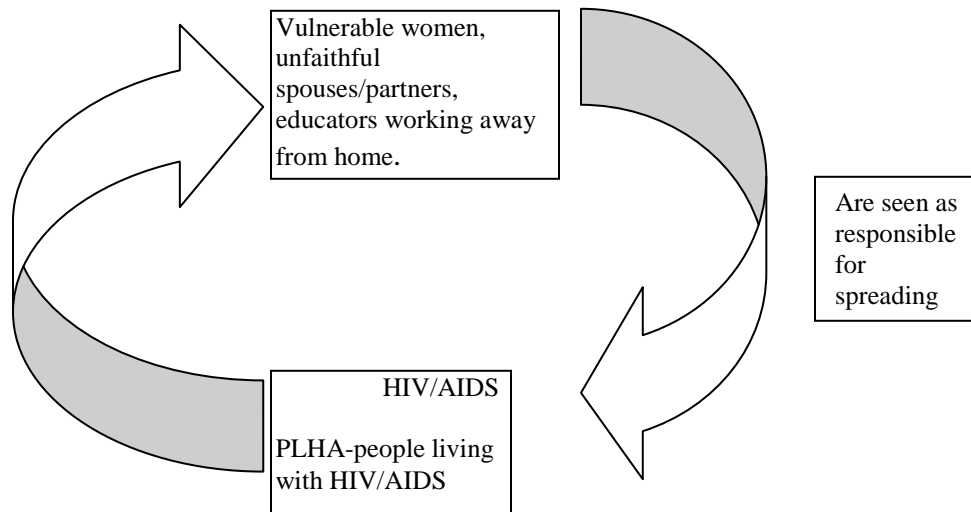 Vulnerable women,
unfaithful
spouses/partners,
educators working away
from home.
Are seen as
responsible
for
spreading
HIV/AIDS
PLHA-people living
with HIV/AIDS